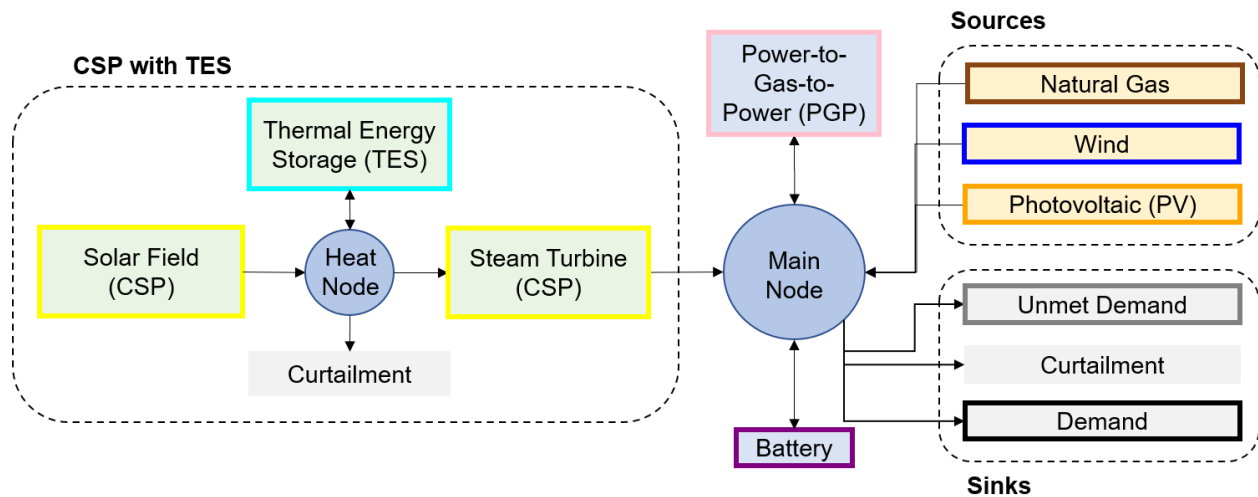 CSP with TES
Thermal Energy
Storage (TES)
Solar Field
(CSP)
Heat
Node
Steam Turbine
(CSP)
Curtailment
Power-to-
Gas-to-
Power (PGP)
Main
Node
Battery
Sources
Natural Gas
Wind
Photovoltaic (PV)
Unmet Demand
Curtailment
Demand
Sinks